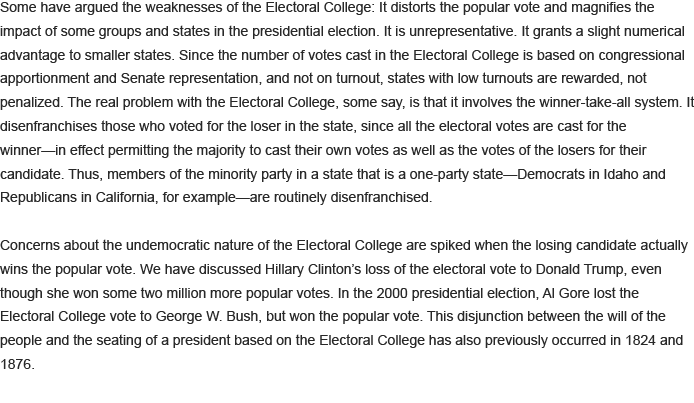 Some have argued the weaknesses of the Electoral College: It distorts the popular vote and magnifies the
impact of some groups and states in the presidential election. It is unrepresentative. It grants a slight numerical
advantage to smaller states. Since the number of votes cast in the Electoral College is based on congressional
apportionment and Senate representation, and not on turnout, states with low turnouts are rewarded, not
penalized. The real problem with the Electoral College, some say, is that it involves the winner-take-all system. It
disenfranchises those who voted for the loser in the state, since all the electoral votes are cast for the
winner—in effect permitting the majority to cast their own votes as well as the votes of the losers for their
candidate. Thus, members of the minority party in a state that is a one-party state—Democrats in Idaho and
Republicans in California, for example—are routinely disenfranchised.
Concerns about the undemocratic nature of the Electoral College are spiked when the losing candidate actually
wins the popular vote. We have discussed Hillary Clinton’s loss of the electoral vote to Donald Trump, even
though she won some two million more popular votes. In the 2000 presidential election, Al Gore lost the
Electoral College vote to George W. Bush, but won the popular vote. This disjunction between the will of the
people and the seating of a president based on the Electoral College has also previously occurred in 1824 and
1876.